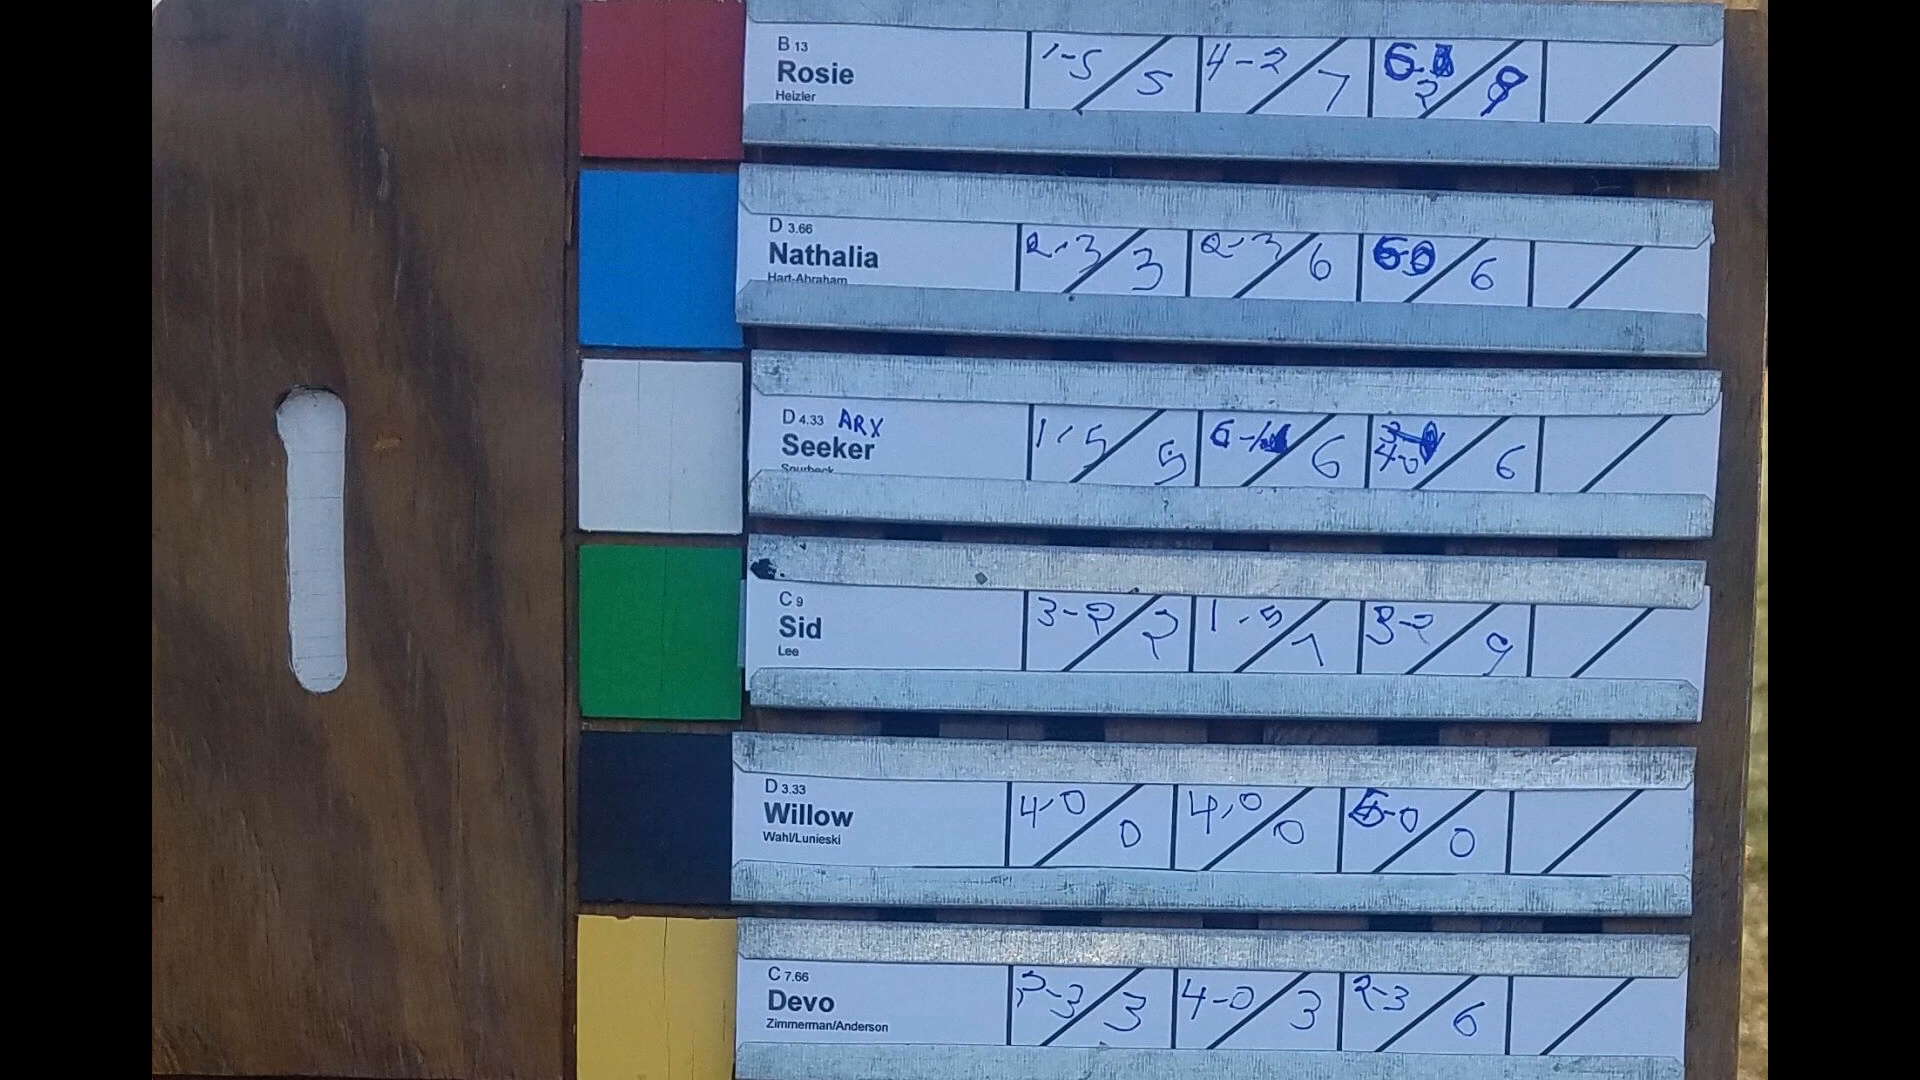 B 13
Rosie
Heizler
1-5 5 4-2 7 2
D 3.66
Nathalia
Hart-Abraham
2-3 3 2-3 6 6
D 4.33 ARX
Seeker
Spurbeck
1-5 5 6- 6 4-0 6
C 9
Sid
Lee
3-2 2 1-5 7 3-2 9
D 3.33
Willow
Wahl/Lunieski
4-0 0 4-0 0 -0 0
C 7.66
Devo
Zimmerman/Anderson
-3 3 4-0 3 2-3 6